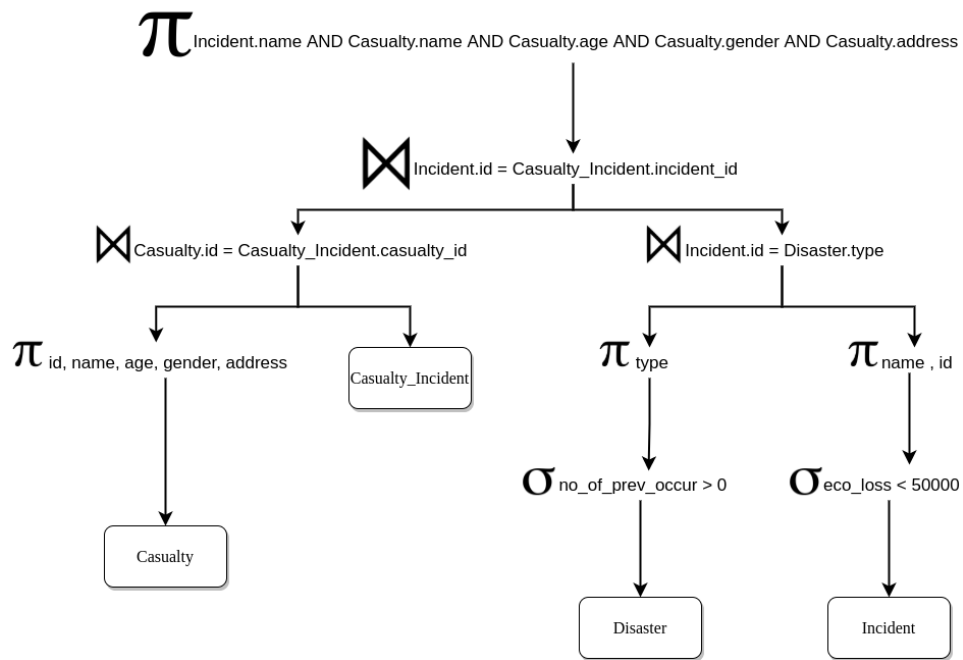 π Incident.name AND Casualty.name AND Casualty.age AND Casualty.gender AND Casualty.address
⋈ Incident.id = Casualty_Incident.incident_id
⋈ Casualty.id = Casualty_Incident.casualty_id
⋈ Incident.id = Disaster.type
π id, name, age, gender, address
Casualty_Incident
π type
π name , id
σ no_of_prev_occur > 0
σ eco_loss < 50000
Casualty
Disaster
Incident